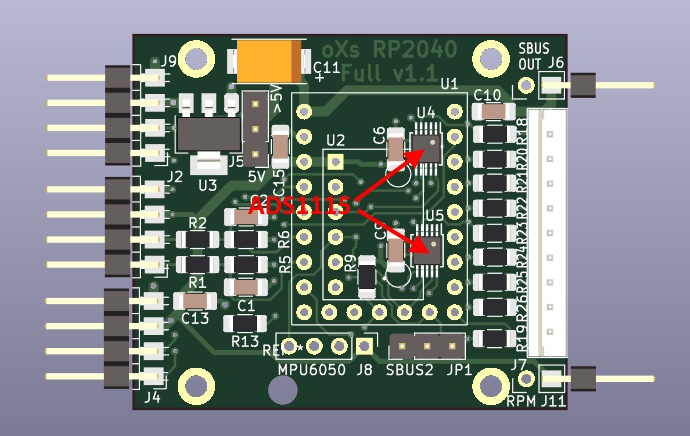 oXs RP2040
Full v1.1
SBUS
OUT
J6
J9
C11
+
U1
>5V
C10
U4
C6
U2
R18
R20
J5
U3
5V
C15
R21
J2
R22
ADS1115
R2
R6
U5
C9
R24
R23
R5
R9
R25
R1
C1
C13
R26
R13
R19
REF*
MPU6050
J8
SBUS2
JP1
J7
J4
RPM
J11